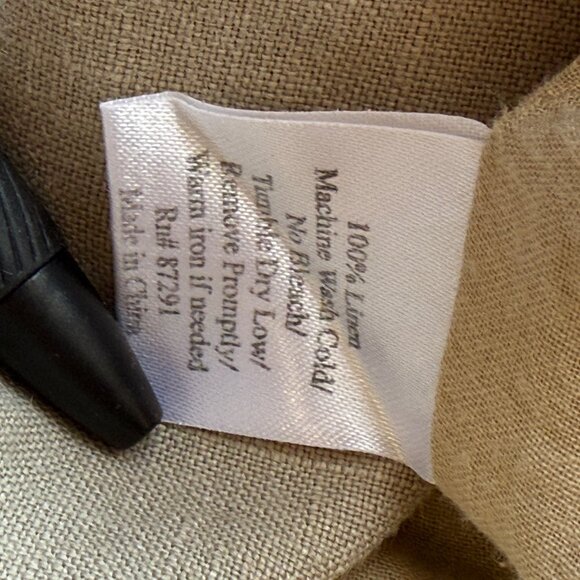 100% Linen
Machine Wash Cold/
No Bleach/
Tumble Dry Low/
Remove Promptly/
Warm iron if needed
Rn# 87291
Made in China